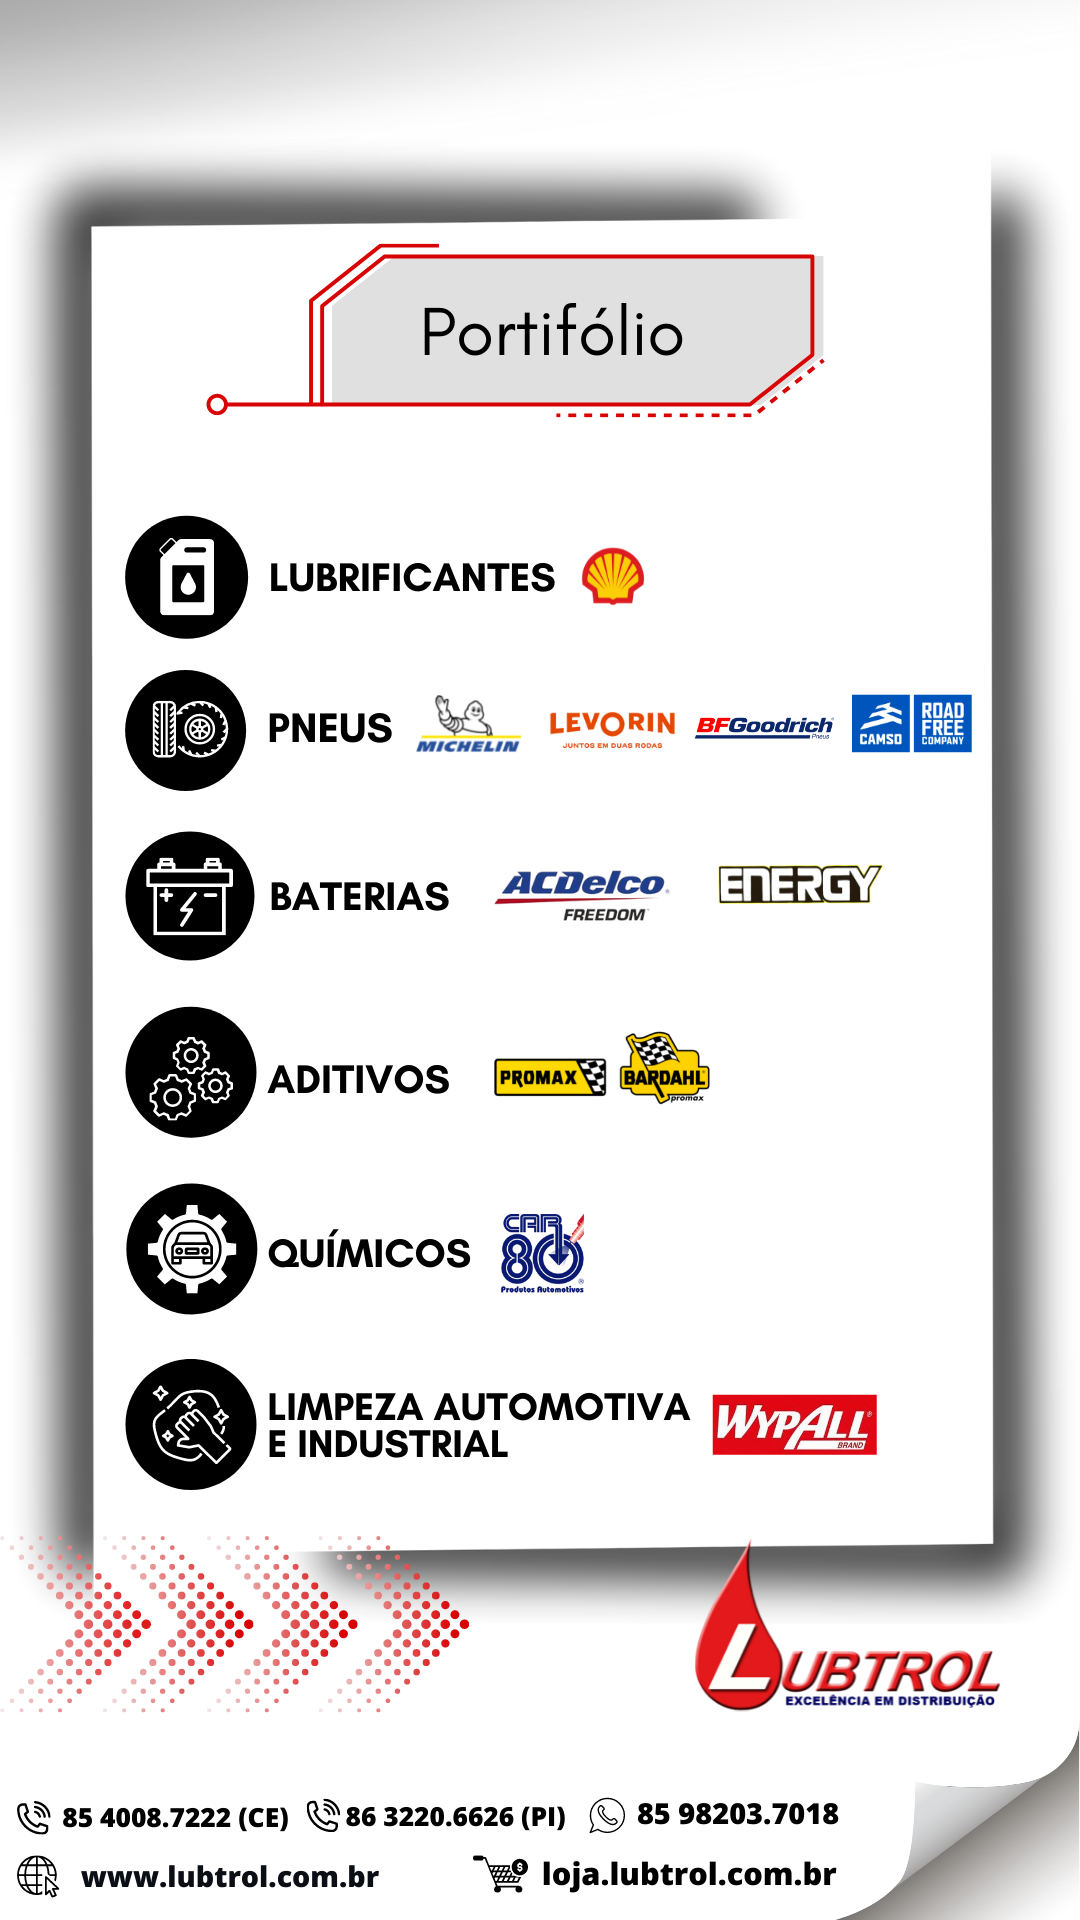 Portifólio
LUBRIFICANTES
PNEUS
MICHELIN
LEVORIN
JUNTOS EM DUAS RODAS
BFGoodrich
Pneus
CAMSO
ROAD
FREE
COMPANY
BATERIAS
ACDelco
FREEDOM
ENERGY
ADITIVOS
PROMAX
BARDAHL
promax
QUÍMICOS
CAR
80
Produtos Automotivos
LIMPEZA AUTOMOTIVA
E INDUSTRIAL
WYPALL
BRAND
LUBTROL
EXCELÊNCIA EM DISTRIBUIÇÃO
85 4008.7222 (CE) 86 3220.6626 (PI) 85 98203.7018
www.lubtrol.com.br loja.lubtrol.com.br